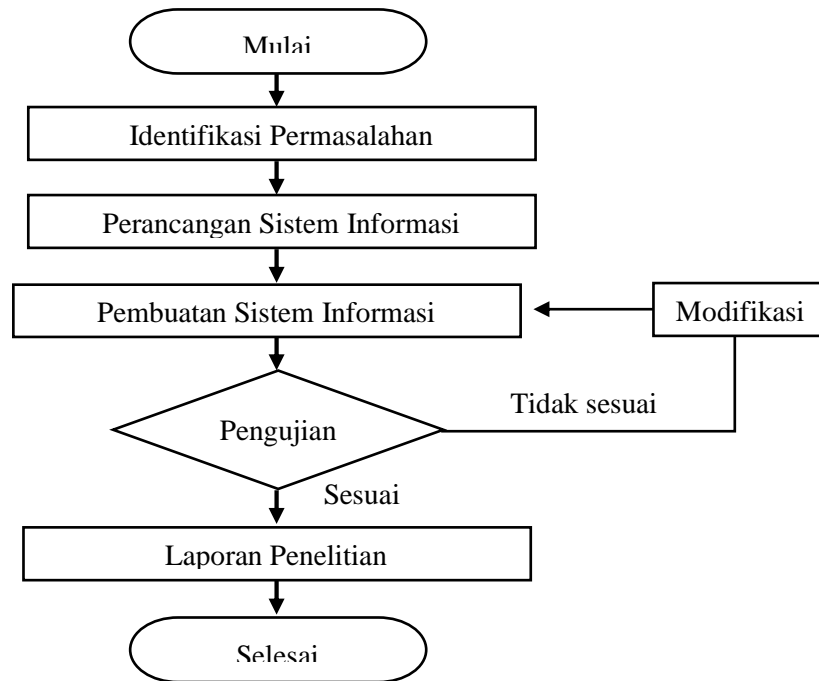 Mulai
Identifikasi Permasalahan
Perancangan Sistem Informasi
Pembuatan Sistem Informasi
Modifikasi
Tidak sesuai
Pengujian
Sesuai
Laporan Penelitian
Selesai